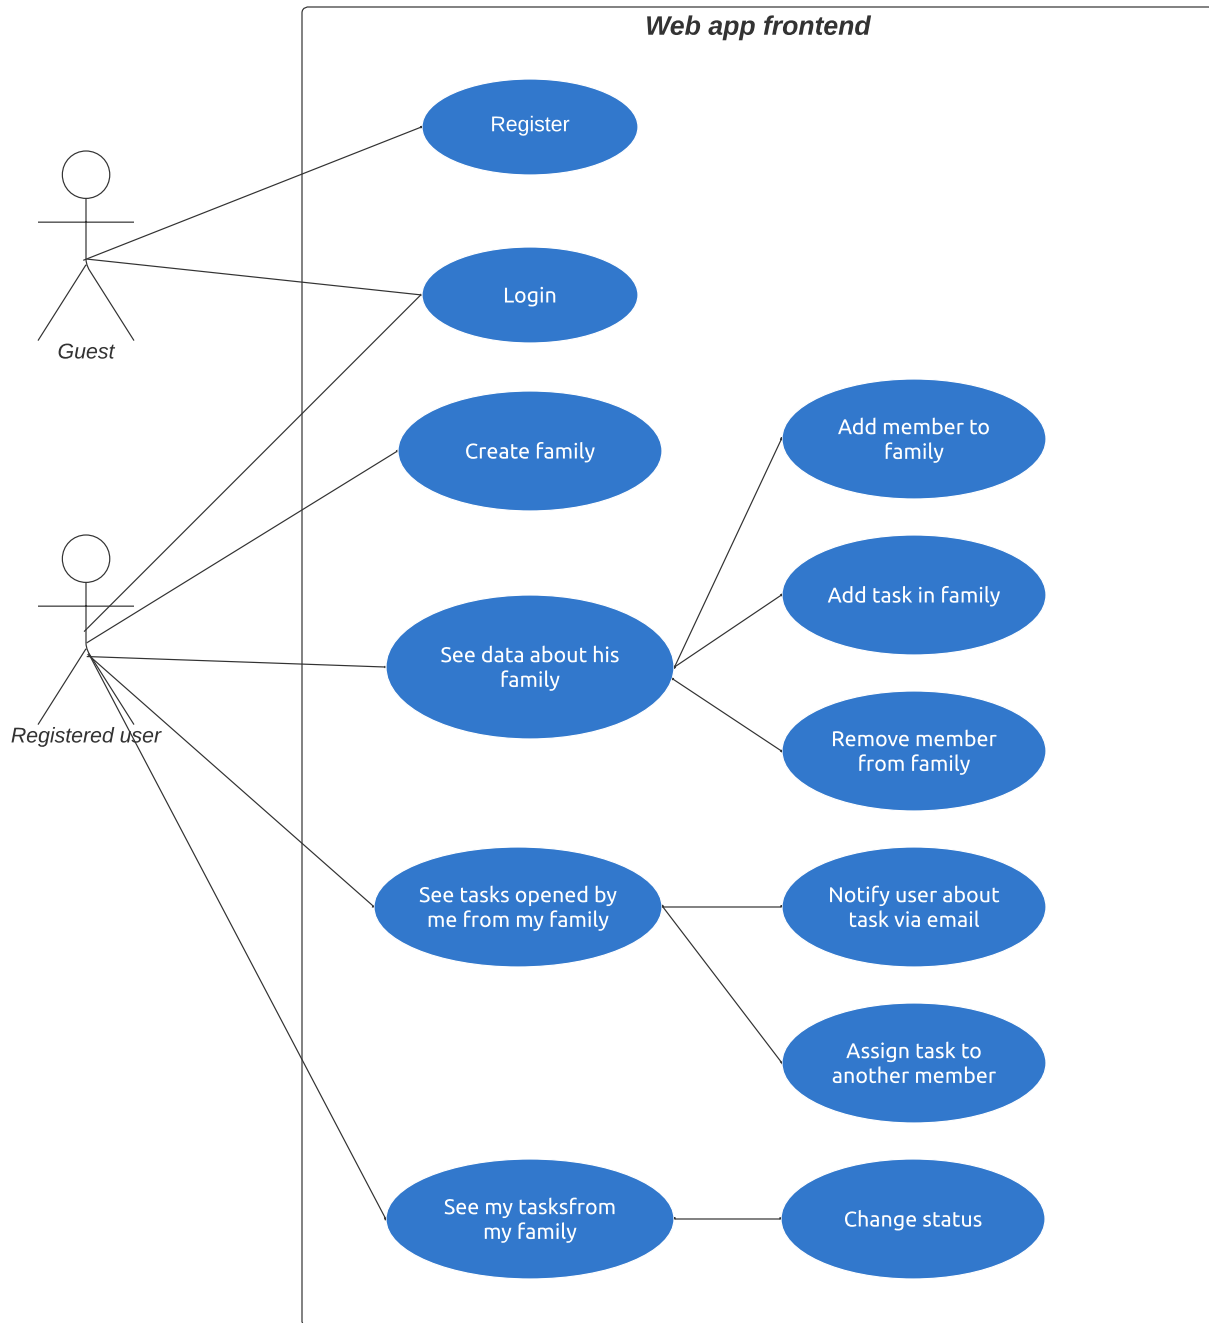 Web app frontend
Register
Guest
Login
Create family
Add member to
family
Add task in family
Registered user
See data about his
family
Remove member
from family
See tasks opened by
me from my family
Notify user about
task via email
Assign task to
another member
See my tasksfrom
my family
Change status